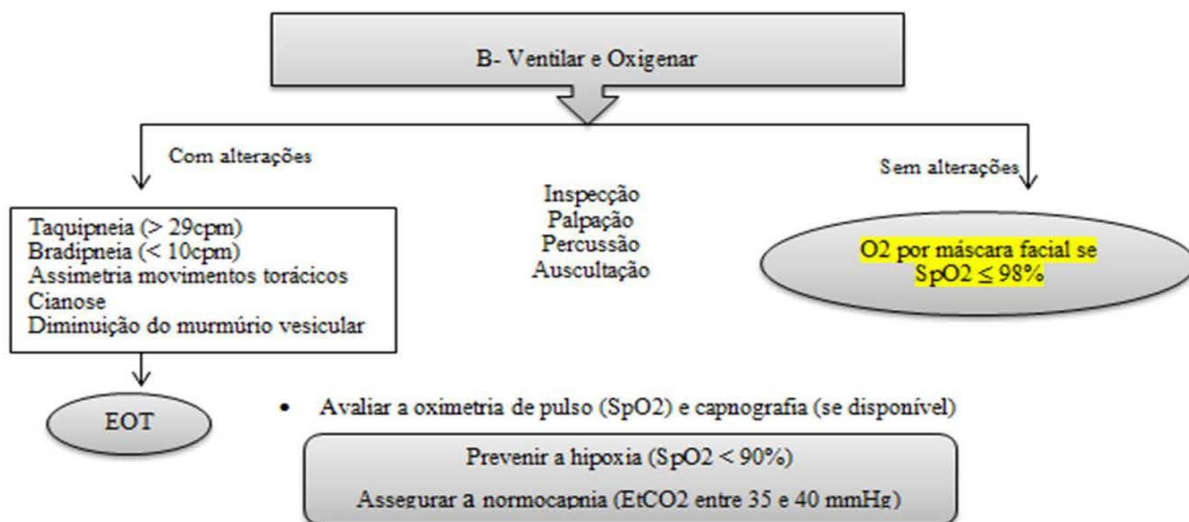 B- Ventilar e Oxigenar
Com alterações
Sem alterações
Taquipneia (> 29cpm)
Bradipneia (< 10cpm)
Assimetria movimentos torácicos
Cianose
Diminuição do murmúrio vesicular
Inspecção
Palpação
Percussão
Auscultação
O2 por máscara facial se
SpO2 ≤ 98%
EOT
• Avaliar a oximetria de pulso (SpO2) e capnografia (se disponível)
Prevenir a hipoxia (SpO2 < 90%)
Assegurar a normocapnia (EtCO2 entre 35 e 40 mmHg)